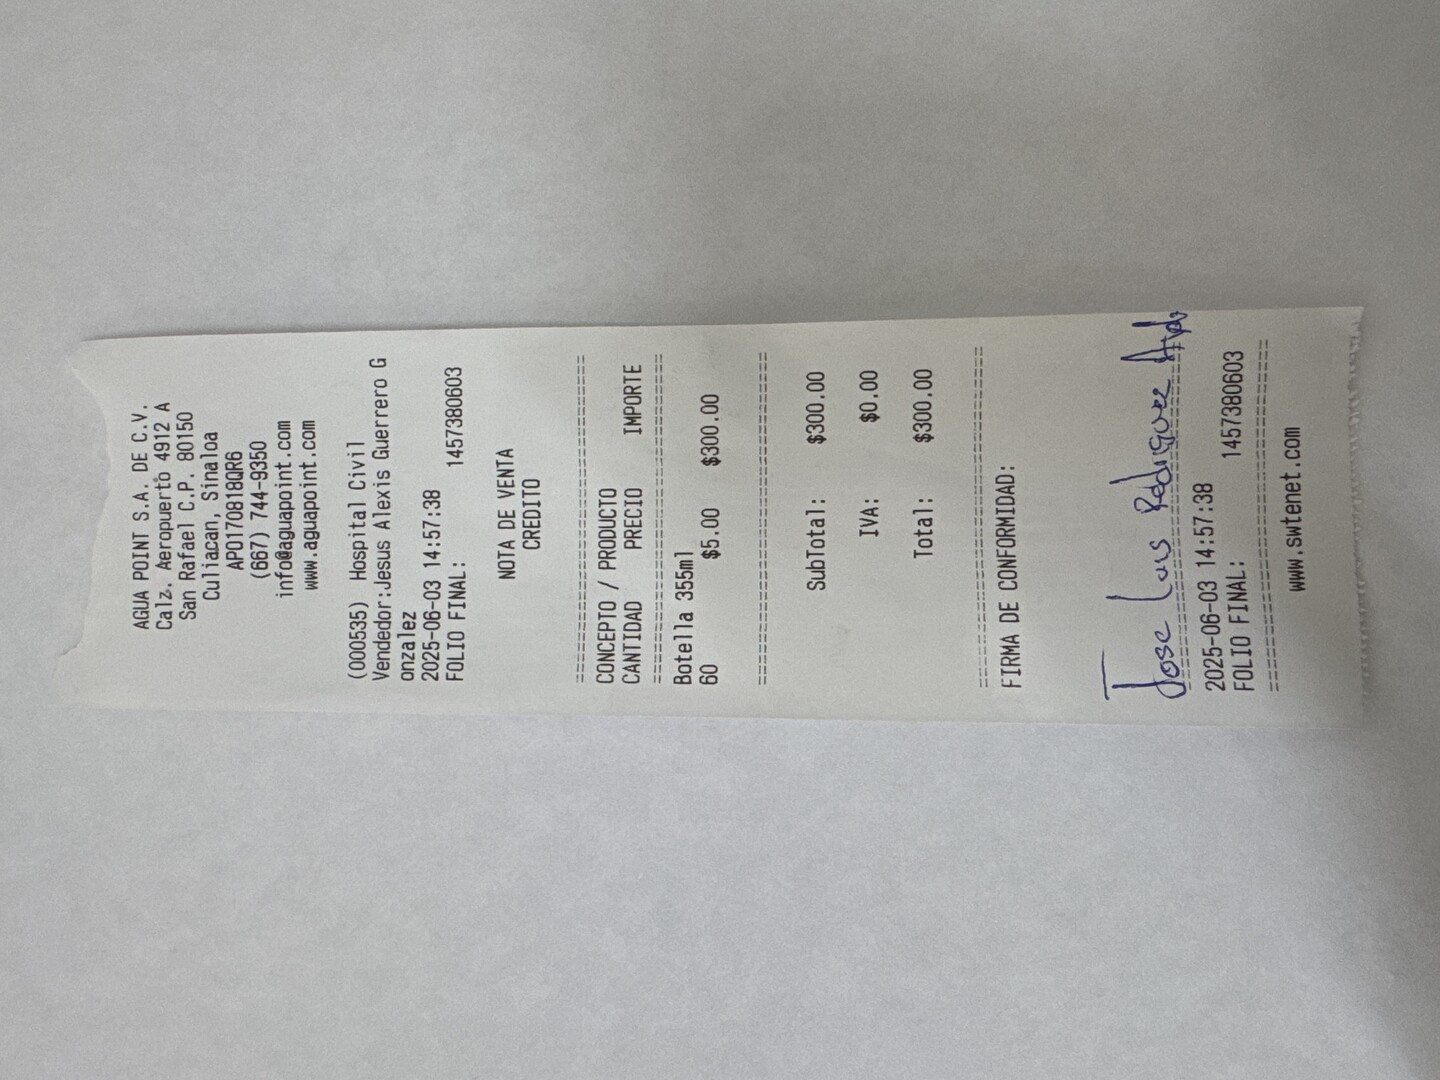 AGUA POINT S.A. DE C.V.
Calz. Aeropuerto 4912 A
San Rafael C.P. 80150
Culiacan, Sinaloa
APO170818QR6
(667) 744-9350
info@aguapoint.com
www.aguapoint.com
(000535) Hospital Civil
Vendedor:Jesus Alexis Guerrero G
onzalez
2025-06-03 14:57:38
FOLIO FINAL: 1457380603
NOTA DE VENTA
CREDITO
================================
CONCEPTO / PRODUCTO
CANTIDAD PRECIO IMPORTE
================================
Botella 355ml
60 $5.00 $300.00
================================
SubTotal: $300.00
IVA: $0.00
Total: $300.00
================================
FIRMA DE CONFORMIDAD:
Jose Luis Rodriguez
================================
2025-06-03 14:57:38
FOLIO FINAL: 1457380603
================================
www.swtenet.com